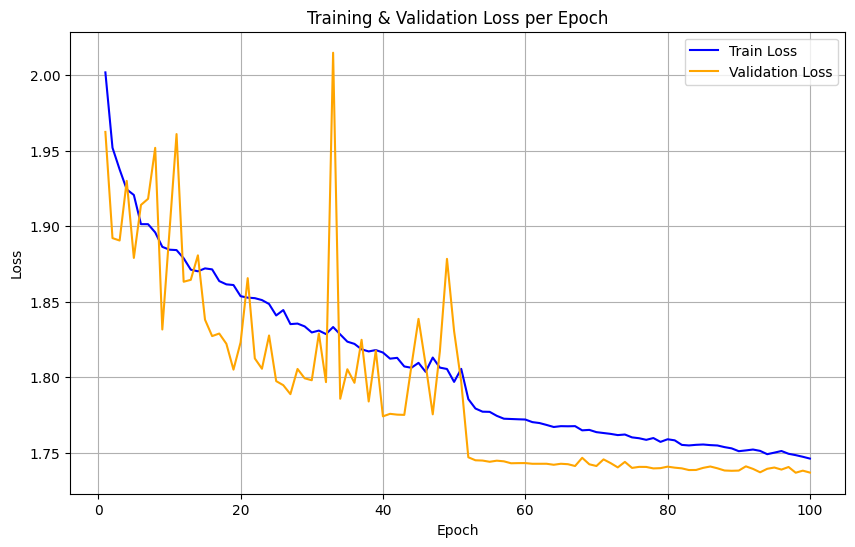 Training & Validation Loss per Epoch
Train Loss
Validation Loss
Loss
2.00
1.95
1.90
1.85
1.80
1.75
0
20
40
60
80
100
Epoch